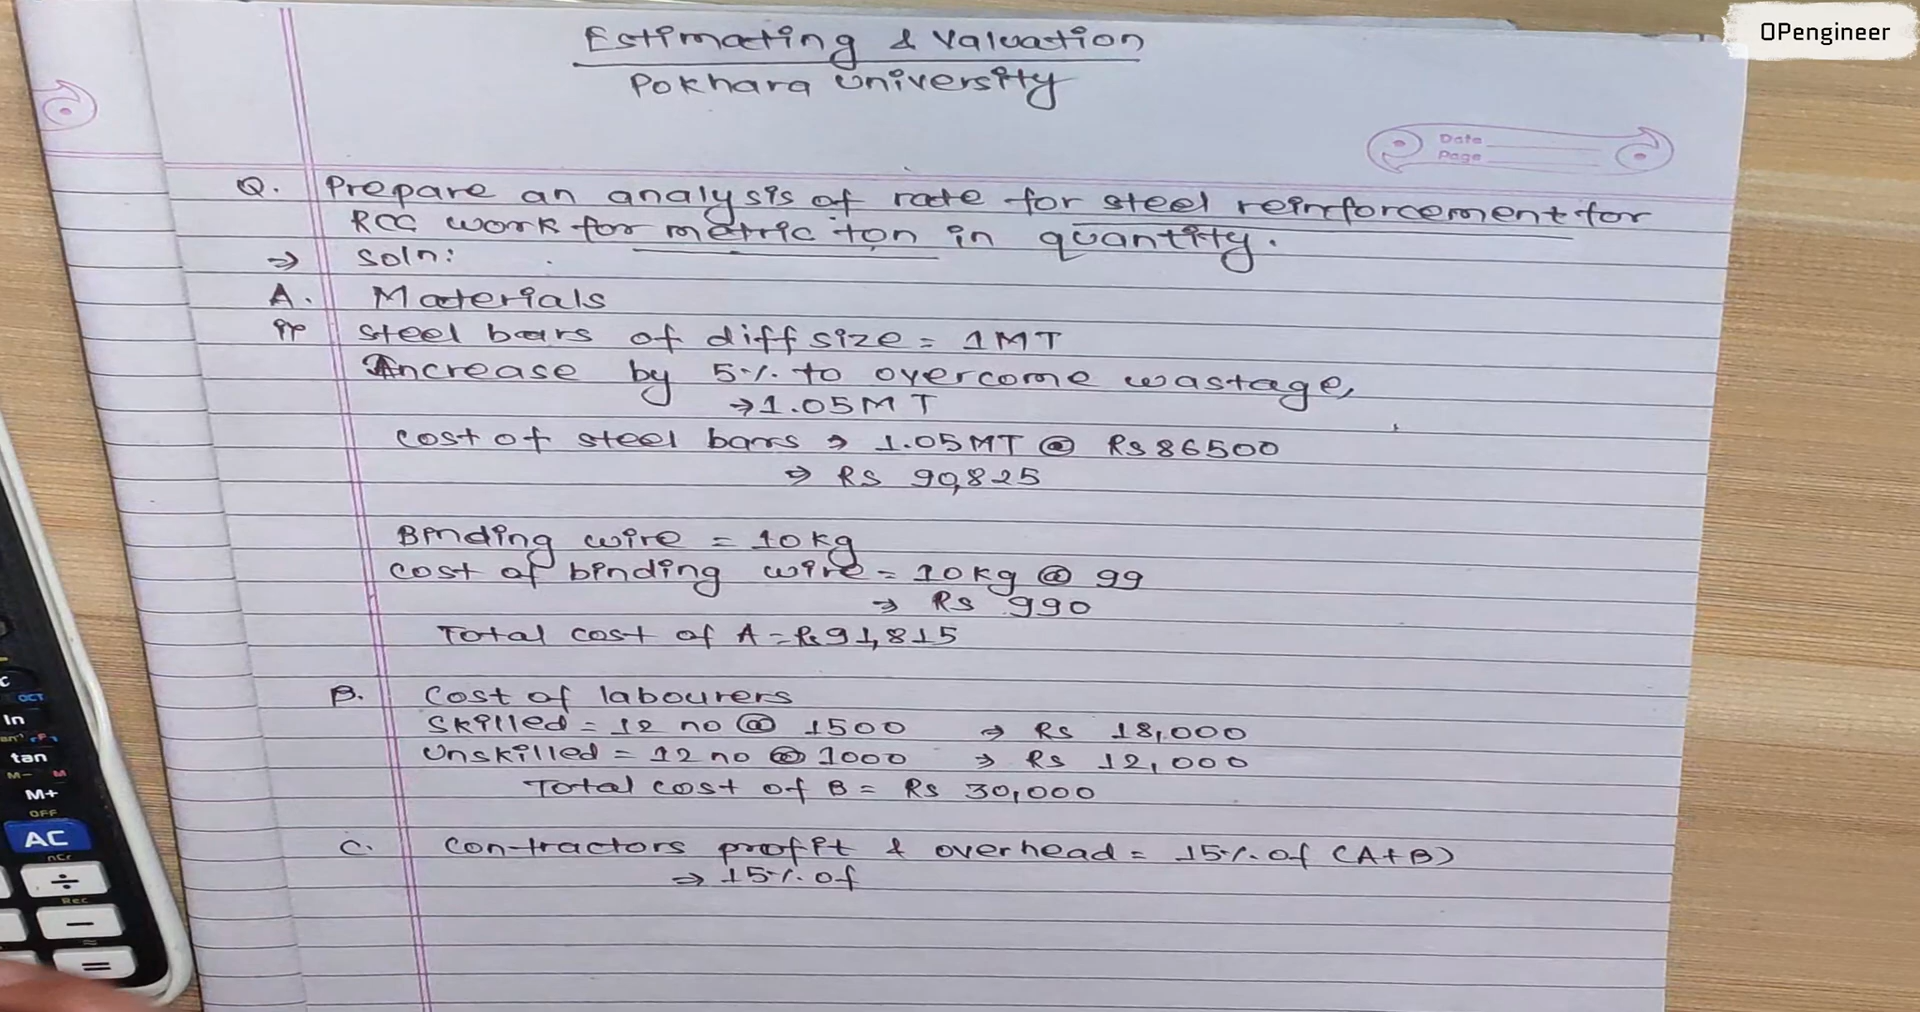 OPengineer
Estimating & Valuation
Pokhara University
Date
Page
Q. Prepare an analysis of rate for steel reinforcement for
RCC work for metric ton in quantity.
⇒ Soln:
A. Materials
steel bars of diff size = 1MT
Increase by 5% to overcome wastage,
→ 1.05MT
cost of steel bars ⇒ 1.05MT @ Rs 86500
⇒ Rs 90,825
Binding wire = 10kg
cost of binding wire = 10kg @ 99
⇒ Rs 990
Total cost of A = Rs 91,815
B. Cost of labourers
Skilled = 12 no @ 1500 ⇒ Rs 18,000
Unskilled = 12 no @ 1000 ⇒ Rs 12,000
Total cost of B = Rs 30,000
C. Contractors profit & overhead = 15% of (A+B)
⇒ 15% of
OCT
ln
tan
M- M
M+
OFF
AC
nCr
÷
Rec
−
≈
=